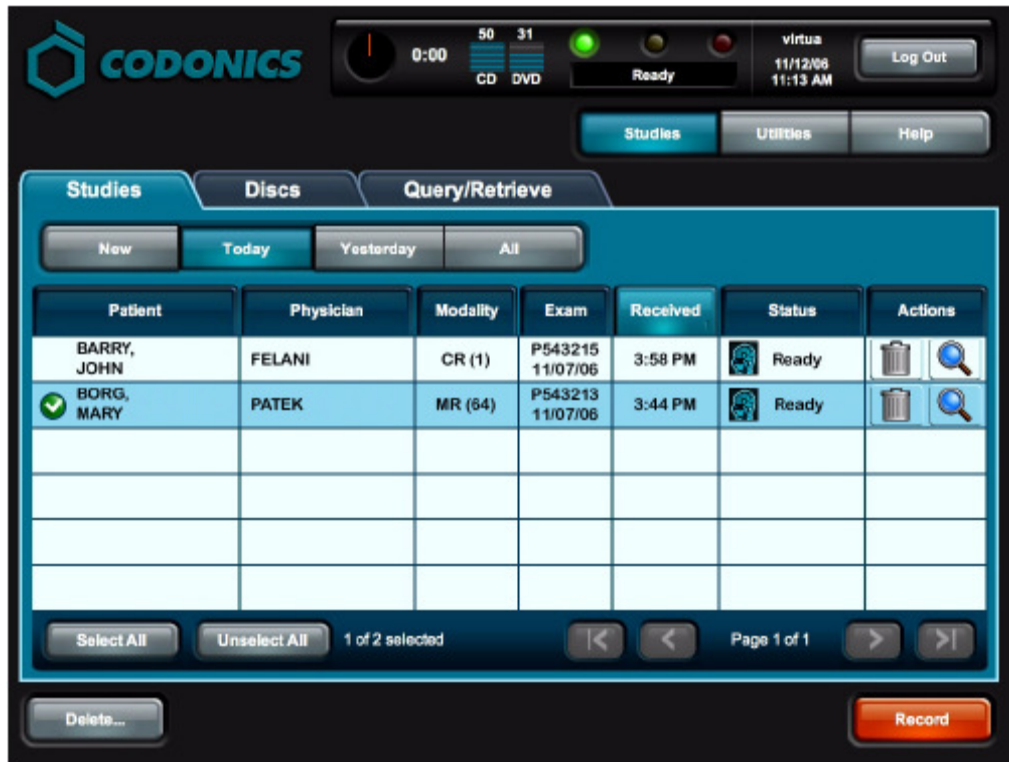 CODONICS
0:00
50 31
CD DVD
Ready
virtua
11/12/06
11:13 AM
Log Out
Studies Utilities Help
Studies Discs Query/Retrieve
New Today Yesterday All
Patient Physician Modality Exam Received Status Actions
BARRY,
JOHN
FELANI
CR (1)
P543215
11/07/06
3:58 PM
Ready
BORG,
MARY
PATEK
MR (64)
P543213
11/07/06
3:44 PM
Ready
Select All Unselect All 1 of 2 selected Page 1 of 1
Delete... Record